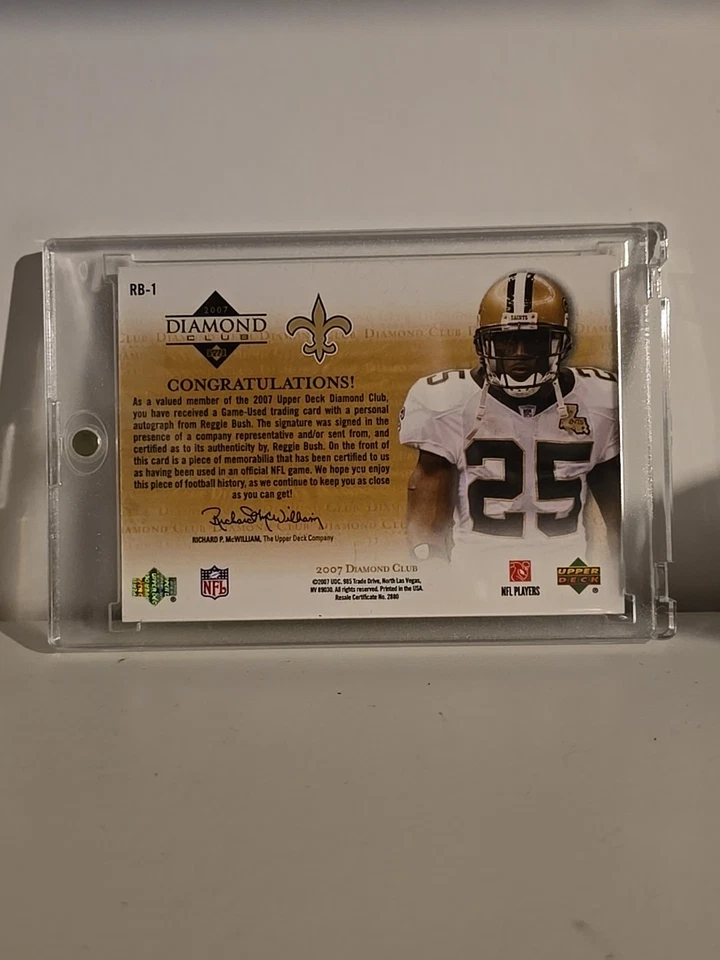 RB-1
2007
DIAMOND
CLUB
CONGRATULATIONS!
As a valued member of the 2007 Upper Deck Diamond Club,
you have received a Game-Used trading card with a personal
autograph from Reggie Bush. The signature was signed in the
presence of a company representative and/or sent from, and
certified as to its authenticity by, Reggie Bush. On the front of
this card is a piece of memorabilia that has been certified to us
as having been used in an official NFL game. We hope you enjoy
this piece of football history, as we continue to keep you as close
as you can get!
Richard P. McWilliam
RICHARD P. McWILLIAM, The Upper Deck Company
SAINTS
25
25
2007 DIAMOND CLUB
©2007 UDC, 985 Trade Drive, North Las Vegas,
NV 89030. All rights reserved. Printed in the USA.
Resale Certificate No. 2880
NFL
NFL PLAYERS
UPPER
DECK